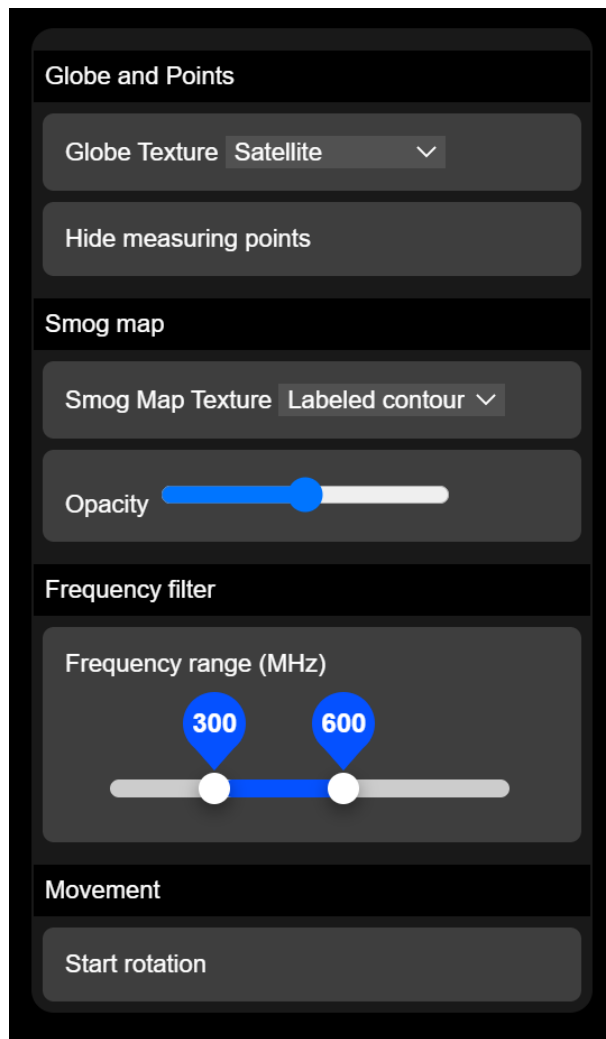 Globe and Points
Globe Texture Satellite
Hide measuring points
Smog map
Smog Map Texture Labeled contour
Opacity
Frequency filter
Frequency range (MHz)
300 600
Movement
Start rotation